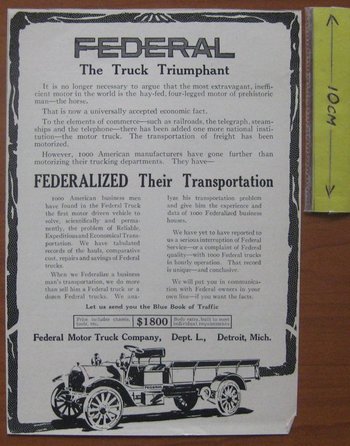 FEDERAL
The Truck Triumphant
It is no longer necessary to argue that the most extravagant, ineffi-
cient motor in the world is the hay-fed, four-legged motor of prehistoric
man—the horse.
That is now a universally accepted economic fact.
To the elements of commerce—such as railroads, the telegraph, steam-
ships and the telephone—there has been added one more national insti-
tution—the motor truck. The transportation of freight has been
motorized.
However, 1000 American manufacturers have gone further than
motorizing their trucking departments. They have—
FEDERALIZED Their Transportation
1000 American business men
have found in the Federal Truck
the first motor driven vehicle to
solve, scientifically and perma-
nently, the problem of Reliable,
Expeditious and Economical Trans-
portation. We have tabulated
records of the hauls, comparative
cost, repairs and savings of Federal
trucks.
When we Federalize a business
man's transportation, we do more
than sell him a Federal truck or a
dozen Federal trucks. We ana-
lyze his transportation problem
and give him the experience and
data of 1000 Federalized business
houses.
We have yet to have reported to
us a serious interruption of Federal
Service—or a complaint of Federal
quality—with 1000 Federal trucks
in hourly operation. That record
is unique—and conclusive.
We will put you in communica-
tion with Federal owners in your
own line—if you want the facts.
Let us send you the Blue Book of Traffic
Price includes chassis,
tools, etc.
$1800
Body extra, built to meet
individual requirements
Federal Motor Truck Company, Dept. L., Detroit, Mich.
10CM